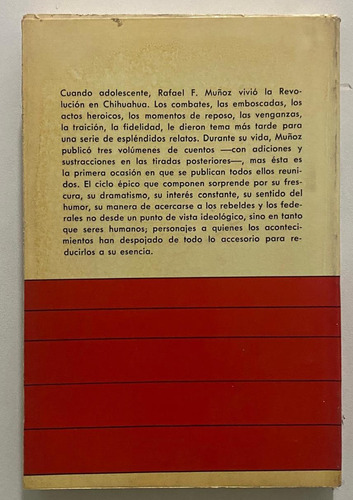 Cuando adolescente, Rafael F. Muñoz vivió la Revo-
lución en Chihuahua. Los combates, las emboscadas, los
actos heroicos, los momentos de reposo, las venganzas,
la traición, la fidelidad, le dieron tema más tarde para
una serie de espléndidos relatos. Durante su vida, Muñoz
publicó tres volúmenes de cuentos —con adiciones y
sustracciones en las tiradas posteriores—, mas ésta es
la primera ocasión en que se publican todos ellos reuni-
dos. El ciclo épico que componen sorprende por su fres-
cura, su dramatismo, su interés constante, su sentido del
humor, su manera de acercarse a los rebeldes y los fede-
rales no desde un punto de vista ideológico, sino en tanto
que seres humanos; personajes a quienes los aconteci-
mientos han despojado de todo lo accesorio para re-
ducirlos a su esencia.